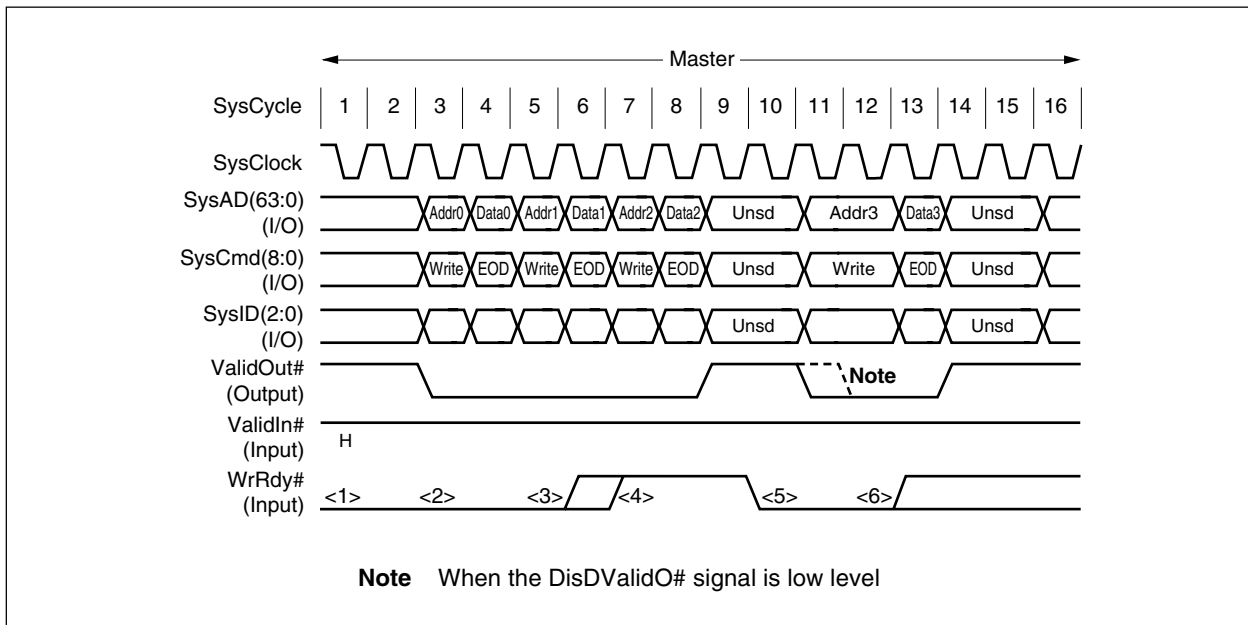 Master
SysCycle 1 2 3 4 5 6 7 8 9 10 11 12 13 14 15 16
SysClock
SysAD(63:0) Addr0 Data0 Addr1 Data1 Addr2 Data2 Unsd Addr3 Data3 Unsd
(I/O)
SysCmd(8:0) Write EOD Write EOD Write EOD Unsd Write EOD Unsd
(I/O)
SysID(2:0) Unsd Unsd
(I/O)
ValidOut# Note
(Output)
ValidIn#
(Input) H
WrRdy#
(Input) <1> <2> <3> <4> <5> <6>
Note When the DisDValidO# signal is low level